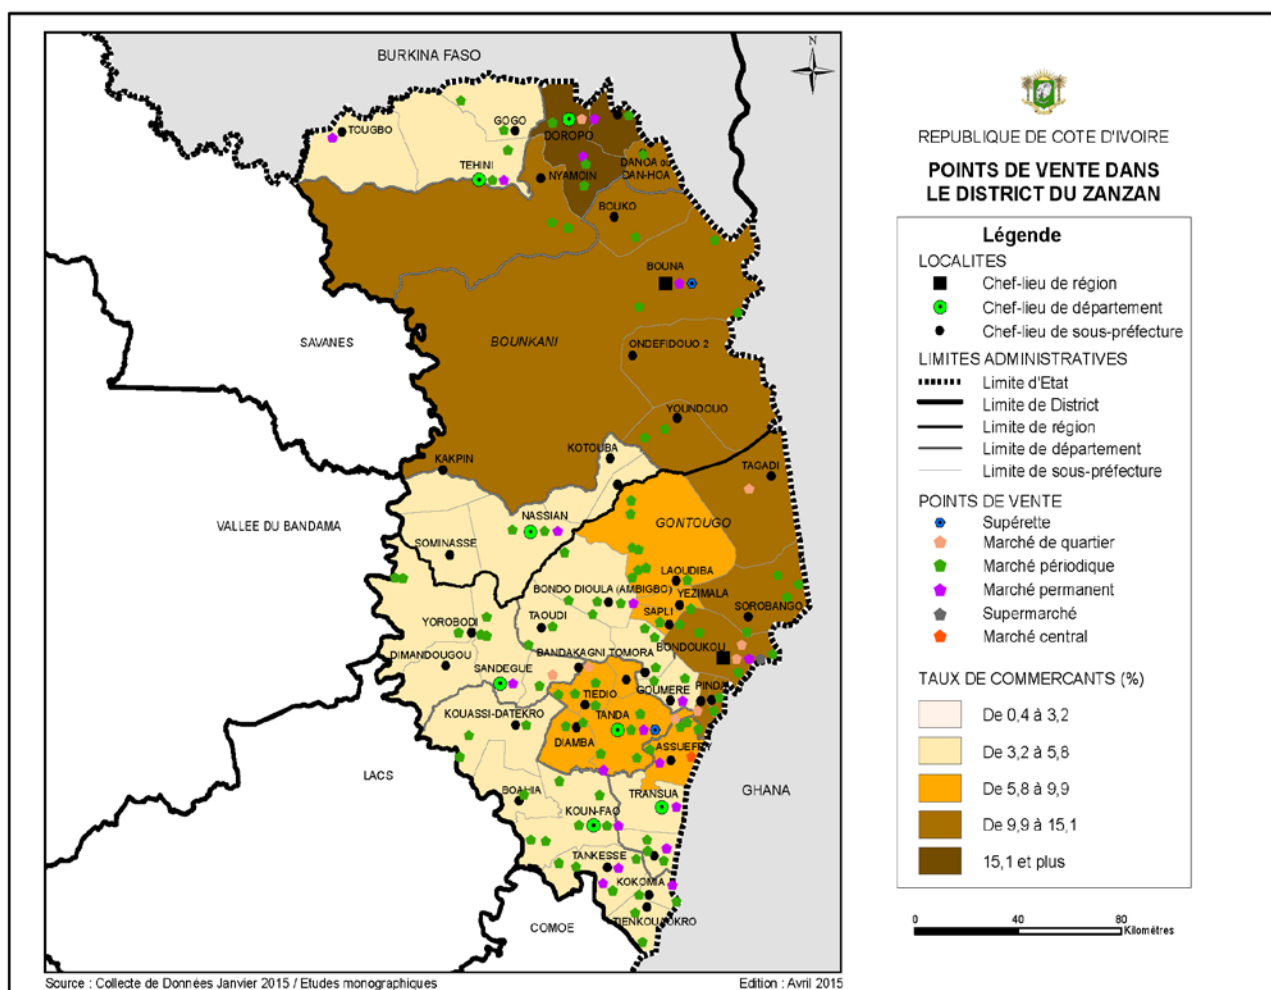 BURKINA FASO
N
TOUGBO
GOGO
DOROPO
TEHINI
NYAMOIN
DANOA ou
DAN-HOA
BOUKO
BOUNA
SAVANES
BOUNKANI
ONDEFIDOUO 2
YOUNDOUO
KOTOUBA
KAKPIN
TAGADI
NASSIAN
VALLEE DU BANDAMA
GONTOUGO
SOMINASSE
LAOUDIBA
BONDO DIOULA (AMBIGBO)
YEZIMALA
SAPLI
SOROBANGO
TAOUDI
YOROBODI
BONDOUKOU
DIMANDOUGOU
BANDAKAGNI TOMORA
SANDEGUE
GOUMERE
PINDA
TIEDIO
KOUASSI-DATEKRO
TANDA
DIAMBA
ASSUEFRY
LACS
BOAHIA
TRANSUA
GHANA
KOUN-FAO
TANKESSE
KOKOMIA
TIENKOUAKRO
COMOE
Source : Collecte de Données Janvier 2015 / Etudes monographiques
Edition : Avril 2015
REPUBLIQUE DE COTE D'IVOIRE
POINTS DE VENTE DANS
LE DISTRICT DU ZANZAN
Légende
LOCALITES
Chef-lieu de région
Chef-lieu de département
Chef-lieu de sous-préfecture
LIMITES ADMINISTRATIVES
Limite d'Etat
Limite de District
Limite de région
Limite de département
Limite de sous-préfecture
POINTS DE VENTE
Supérette
Marché de quartier
Marché périodique
Marché permanent
Supermarché
Marché central
TAUX DE COMMERCANTS (%)
De 0,4 à 3,2
De 3,2 à 5,8
De 5,8 à 9,9
De 9,9 à 15,1
15,1 et plus
0 40 80
Kilomètres